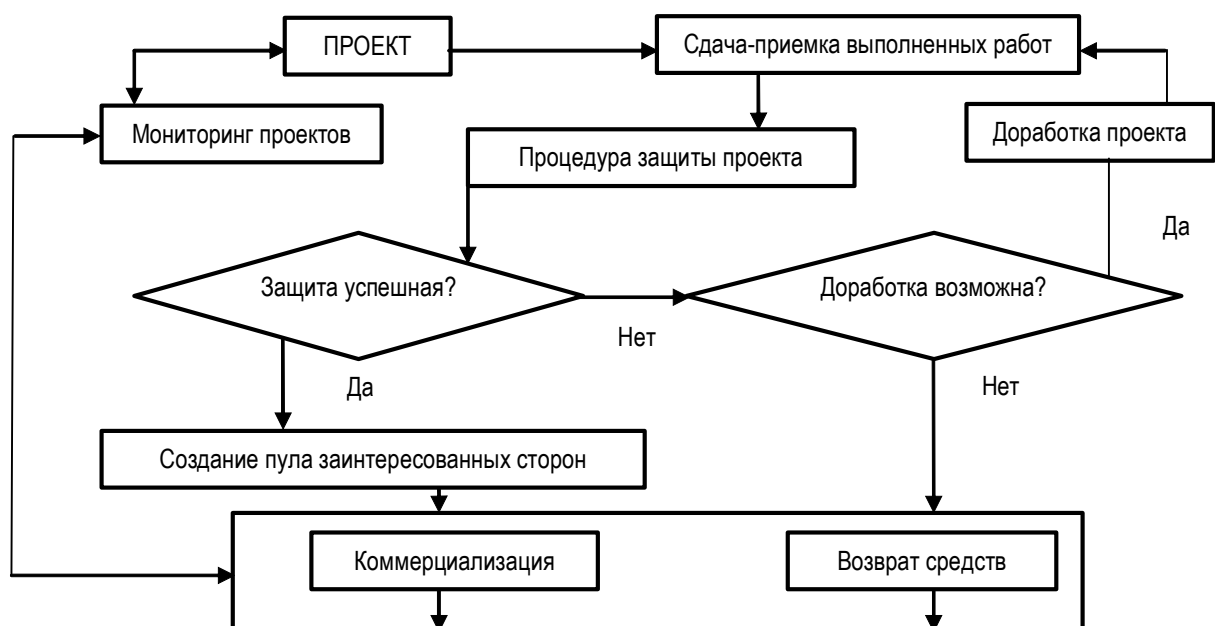 ПРОЕКТ
Сдача-приемка выполненных работ
Мониторинг проектов
Доработка проекта
Процедура защиты проекта
Да
Защита успешная?
Доработка возможна?
Нет
Да
Нет
Создание пула заинтересованных сторон
Коммерциализация
Возврат средств